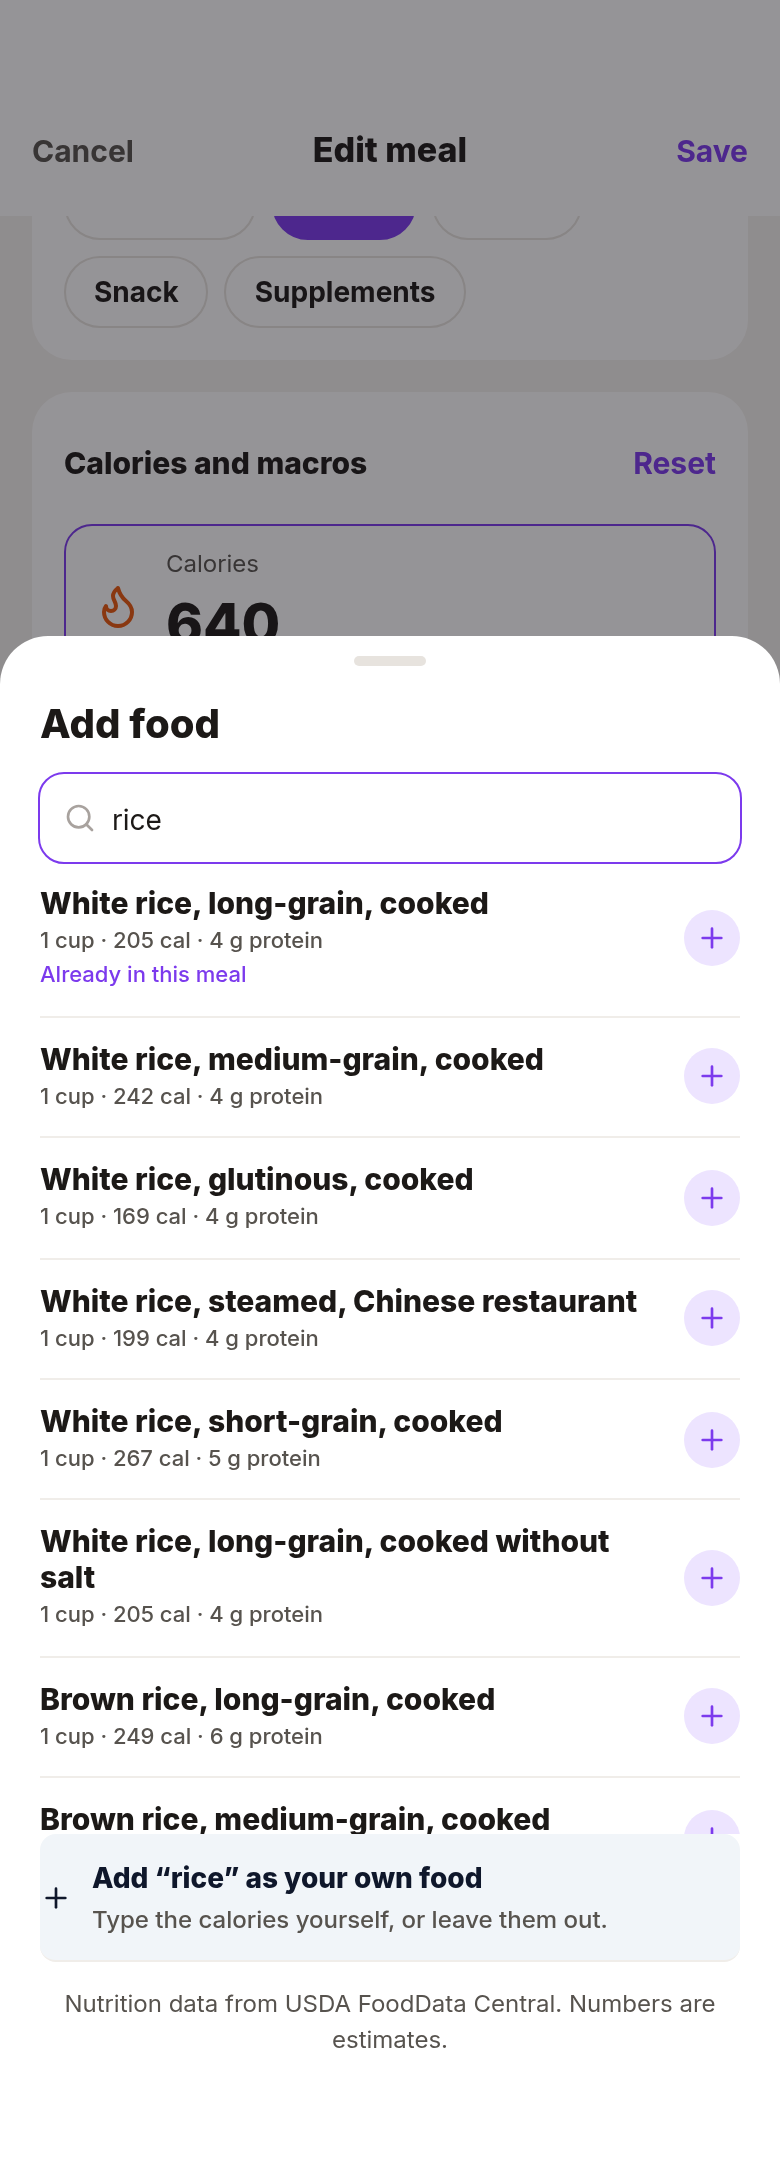 Cancel
Edit meal
Save
Snack
Supplements
Calories and macros
Reset
Calories
640
Add food
rice
White rice, long-grain, cooked
1 cup · 205 cal · 4 g protein
Already in this meal
White rice, medium-grain, cooked
1 cup · 242 cal · 4 g protein
White rice, glutinous, cooked
1 cup · 169 cal · 4 g protein
White rice, steamed, Chinese restaurant
1 cup · 199 cal · 4 g protein
White rice, short-grain, cooked
1 cup · 267 cal · 5 g protein
White rice, long-grain, cooked without
salt
1 cup · 205 cal · 4 g protein
Brown rice, long-grain, cooked
1 cup · 249 cal · 6 g protein
Brown rice, medium-grain, cooked
Add “rice” as your own food
Type the calories yourself, or leave them out.
Nutrition data from USDA FoodData Central. Numbers are
estimates.